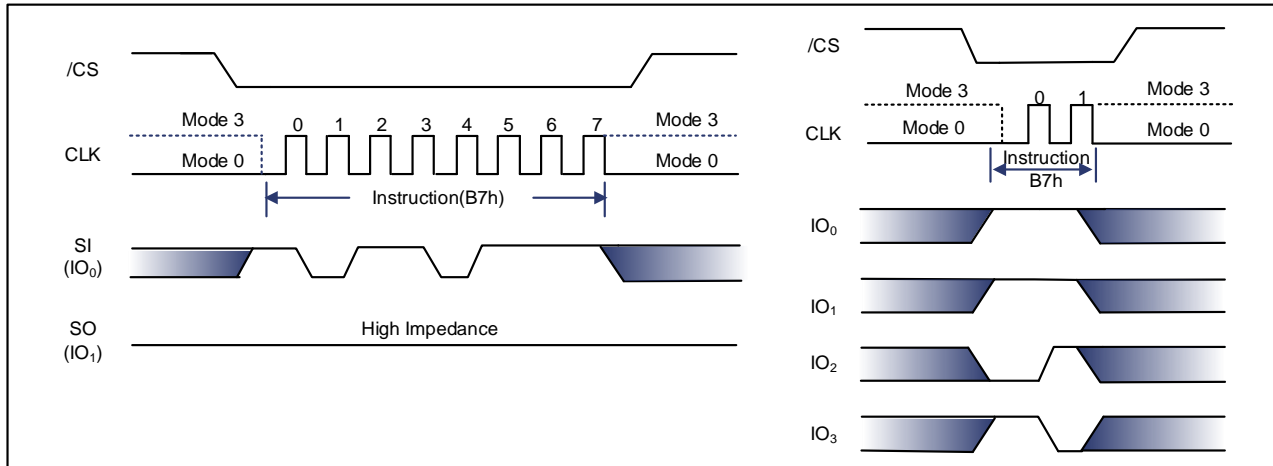 /CS
Mode 3
0 1 2 3 4 5 6 7
Mode 3
CLK
Mode 0
Mode 0
Instruction(B7h)
SI
(IO0)
SO
(IO1)
High Impedance
/CS
Mode 3
0 1
Mode 3
CLK
Mode 0
Mode 0
Instruction
B7h
IO0
IO1
IO2
IO3